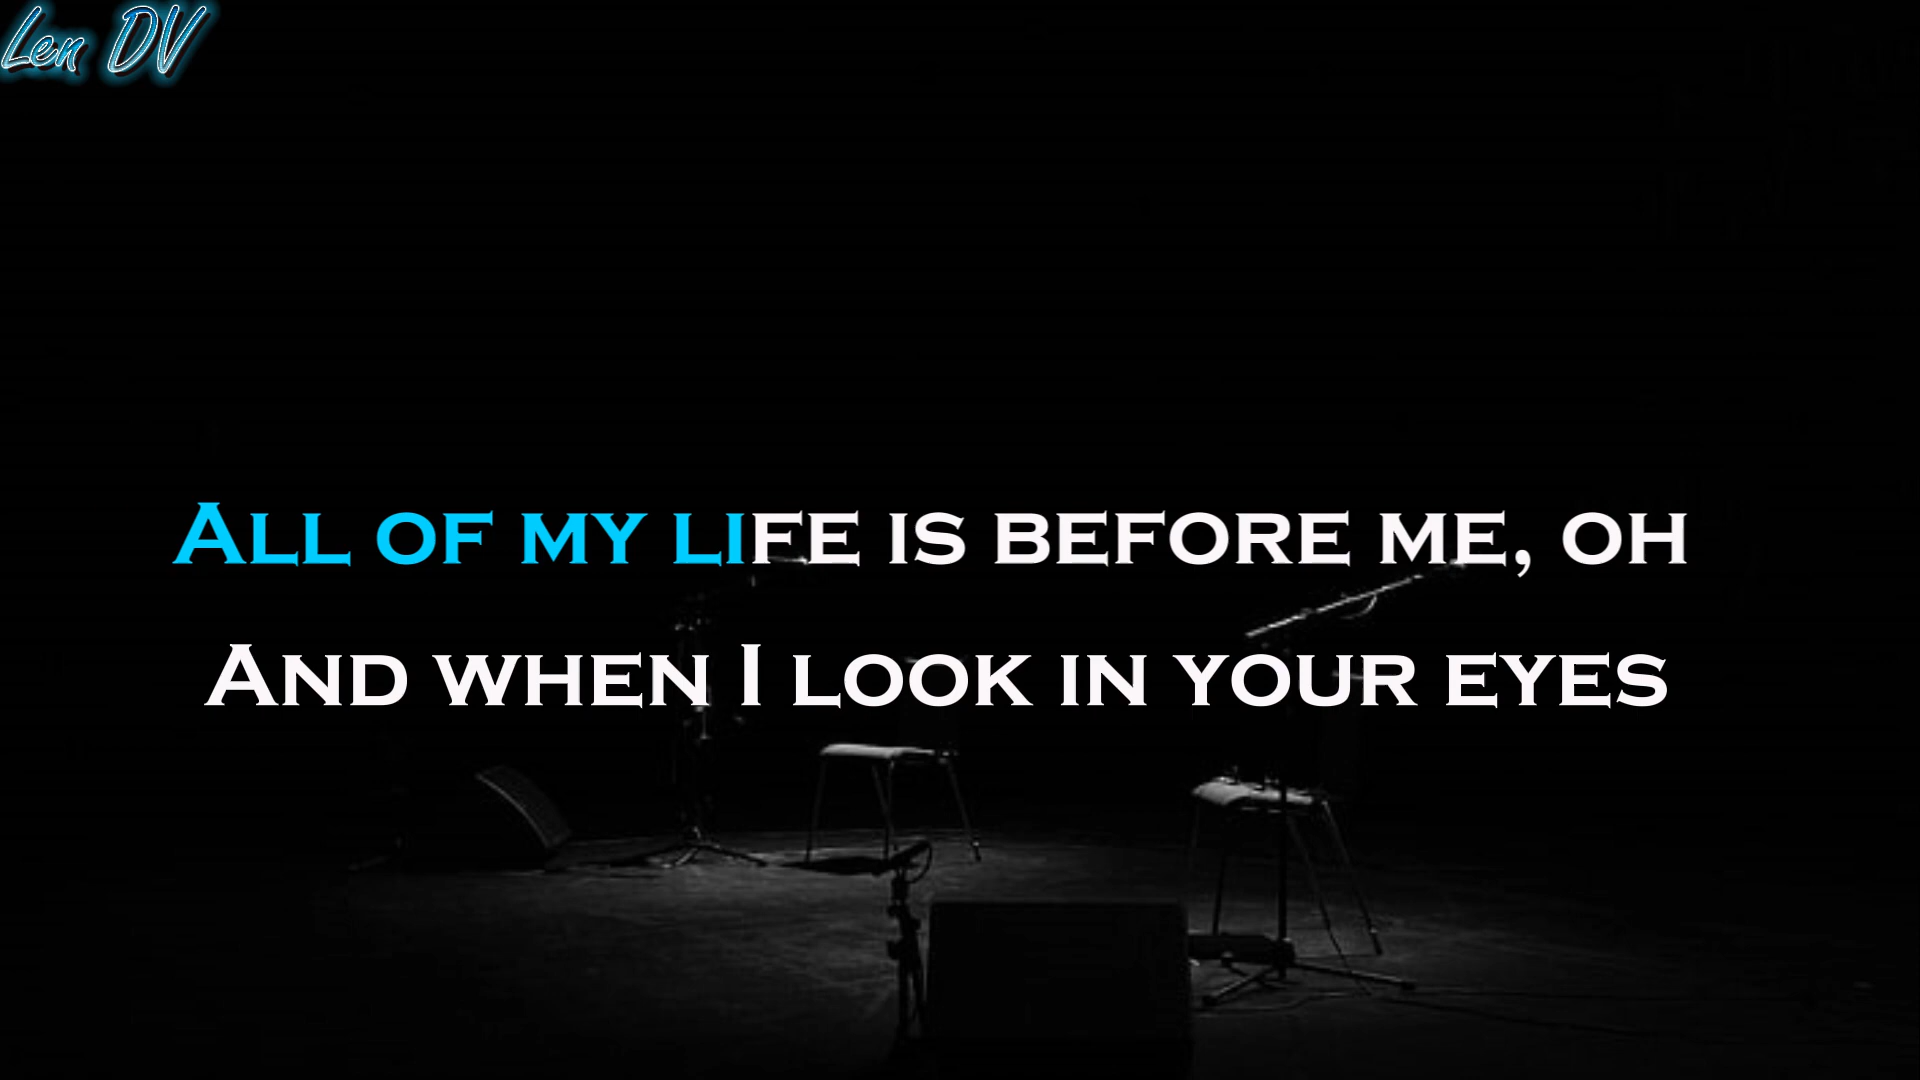 Len DV
All of my life is before me, oh
And when I look in your eyes